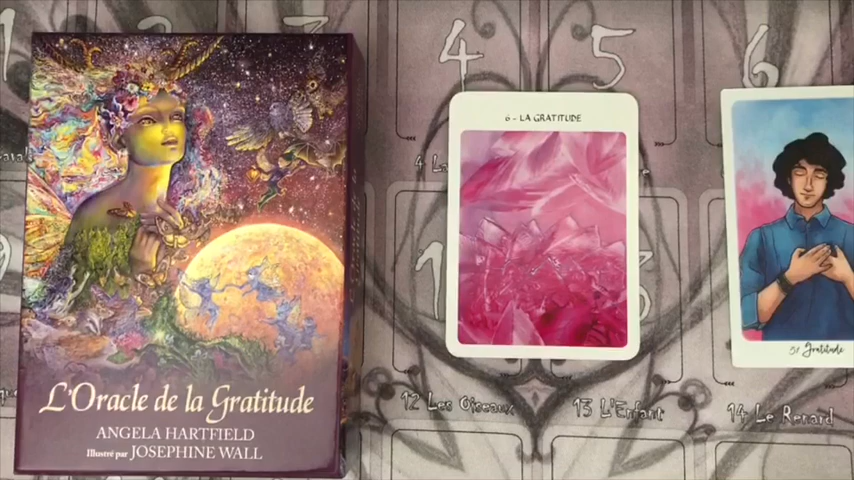 4
5
6
6 - LA GRATITUDE
51 Gratitude
L'Oracle de la Gratitude
ANGELA HARTFIELD
Illustré par JOSEPHINE WALL
12 Les Oiseaux
13 L'Enfant
14 Le Renard